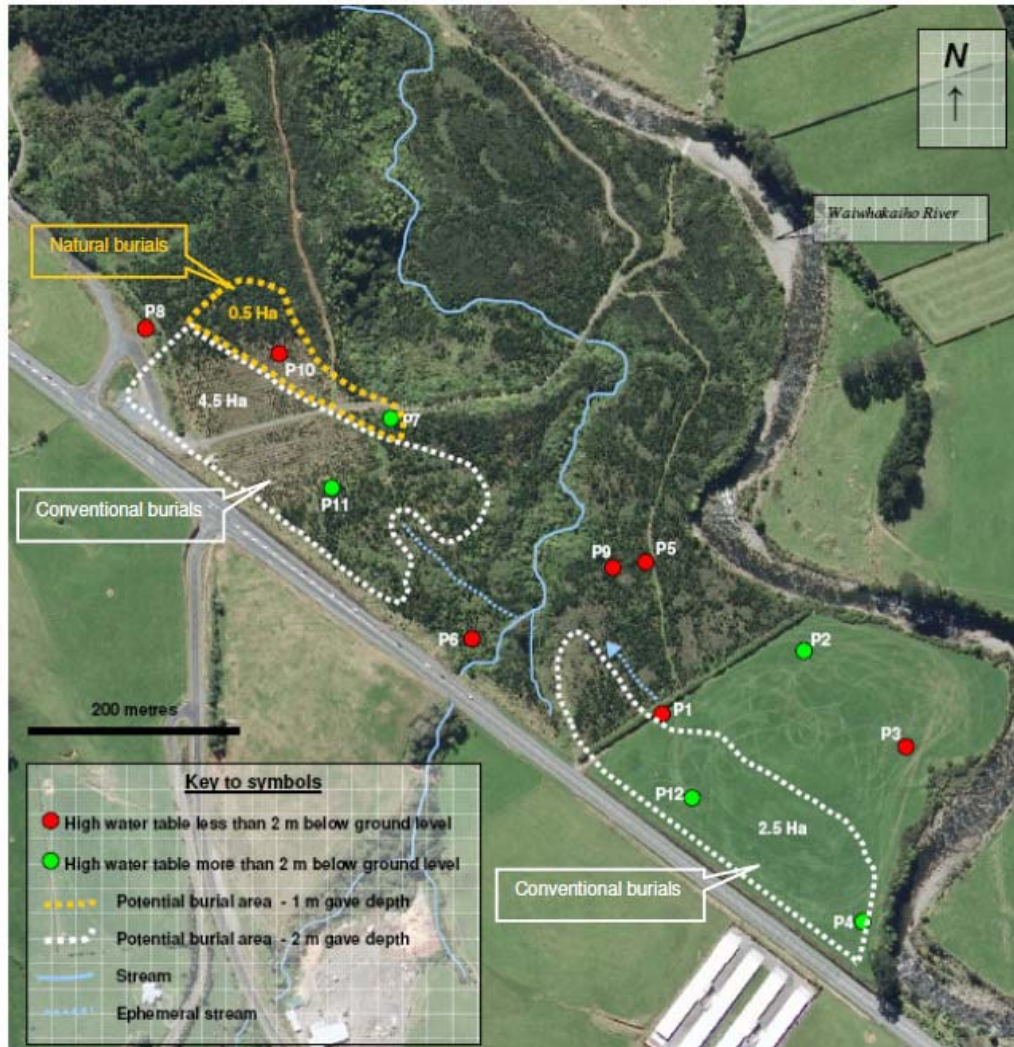 N
Waiwhakaiho River
Natural burials
P8
0.5 Ha
P10
4.5 Ha
P7
Conventional burials
P11
P9
P5
P6
P2
200 metres
P1
P3
Key to symbols
High water table less than 2 m below ground level
P12
High water table more than 2 m below ground level
2.5 Ha
Conventional burials
Potential burial area - 1 m gave depth
P4
Potential burial area - 2 m gave depth
Stream
Ephemeral stream